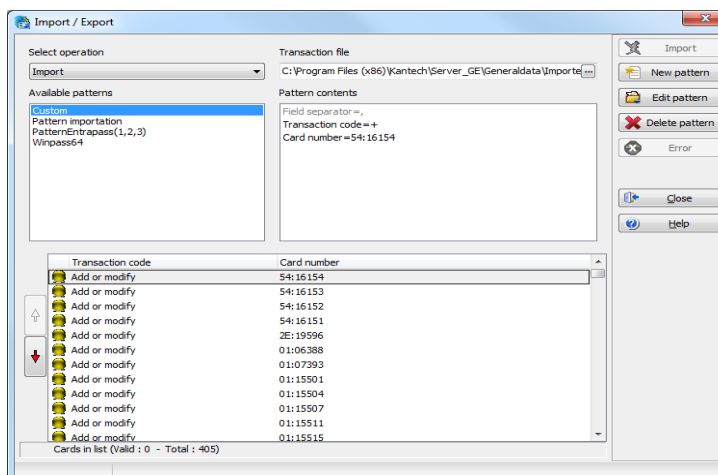 Import / Export
Select operation
Import
Transaction file
C:\Program Files (x86)\Kantech\Server_GE\Generaldata\Importe ...
Available patterns
Custom
Pattern importation
PatternEntrapass(1,2,3)
Winpass64
Pattern contents
Field separator=,
Transaction code=+
Card number=54:16154
Import
New pattern
Edit pattern
Delete pattern
Error
Close
Help
Transaction code Card number
Add or modify 54:16154
Add or modify 54:16153
Add or modify 54:16152
Add or modify 54:16151
Add or modify 2E:19596
Add or modify 01:06388
Add or modify 01:07393
Add or modify 01:15501
Add or modify 01:15504
Add or modify 01:15507
Add or modify 01:15511
Add or modify 01:15515
Cards in list (Valid : 0 - Total : 405)